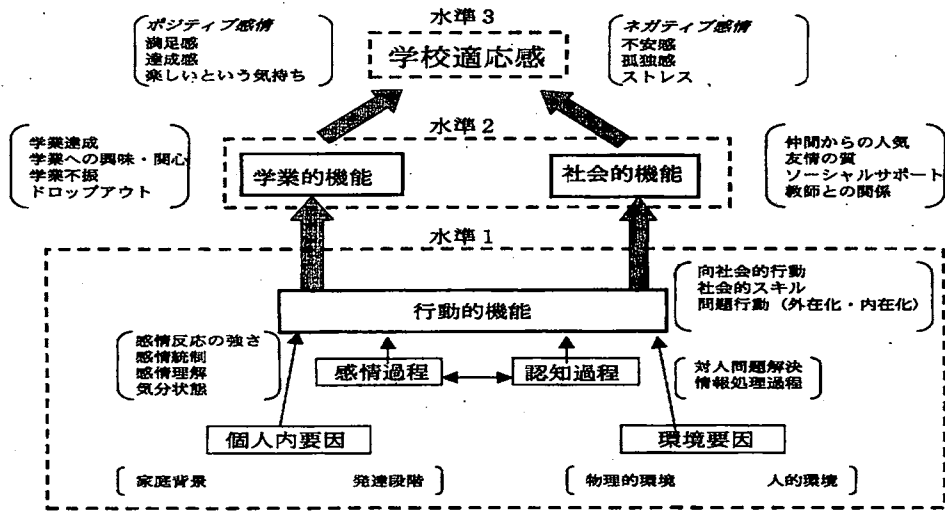 水準3
ポジティブ感情
満足感
達成感
楽しいという気持ち
学校適応感
ネガティブ感情
不安感
孤独感
ストレス
水準2
学業達成
学業への興味・関心
学業不振
ドロップアウト
学業的機能
社会的機能
仲間からの人気
友情の質
ソーシャルサポート
教師との関係
水準1
行動的機能
向社会的行動
社会的スキル
問題行動（外在化・内在化）
感情反応の強さ
感情統制
感情理解
気分状態
感情過程
認知過程
対人問題解決
情報処理過程
個人内要因
環境要因
家庭背景 発達段階
物理的環境 人的環境